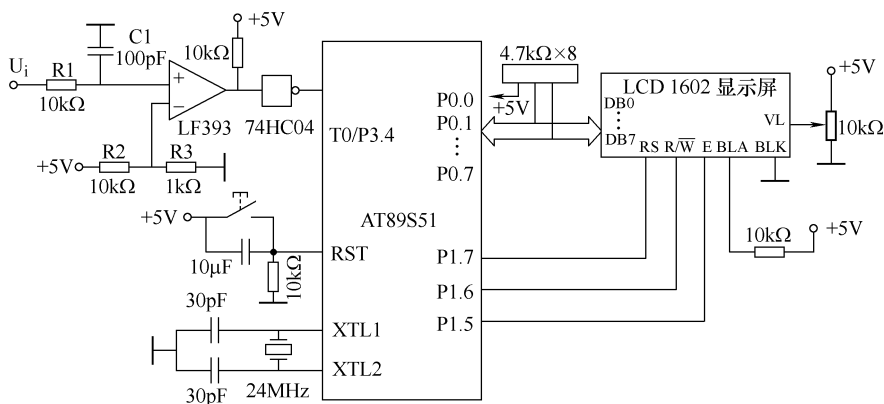 +5V
C1
100pF
10kΩ
Ui
R1
10kΩ
+
−
LF393
74HC04
+5V
R2
10kΩ
R3
1kΩ
+5V
10μF
10kΩ
30pF
30pF
24MHz
T0/P3.4
AT89S51
RST
XTL1
XTL2
P0.0
P0.1
P0.7
P1.7
P1.6
P1.5
4.7kΩ×8
+5V
LCD 1602 显示屏
DB0
DB7
VL
RS R/W̅ E BLA BLK
+5V
10kΩ
10kΩ
+5V